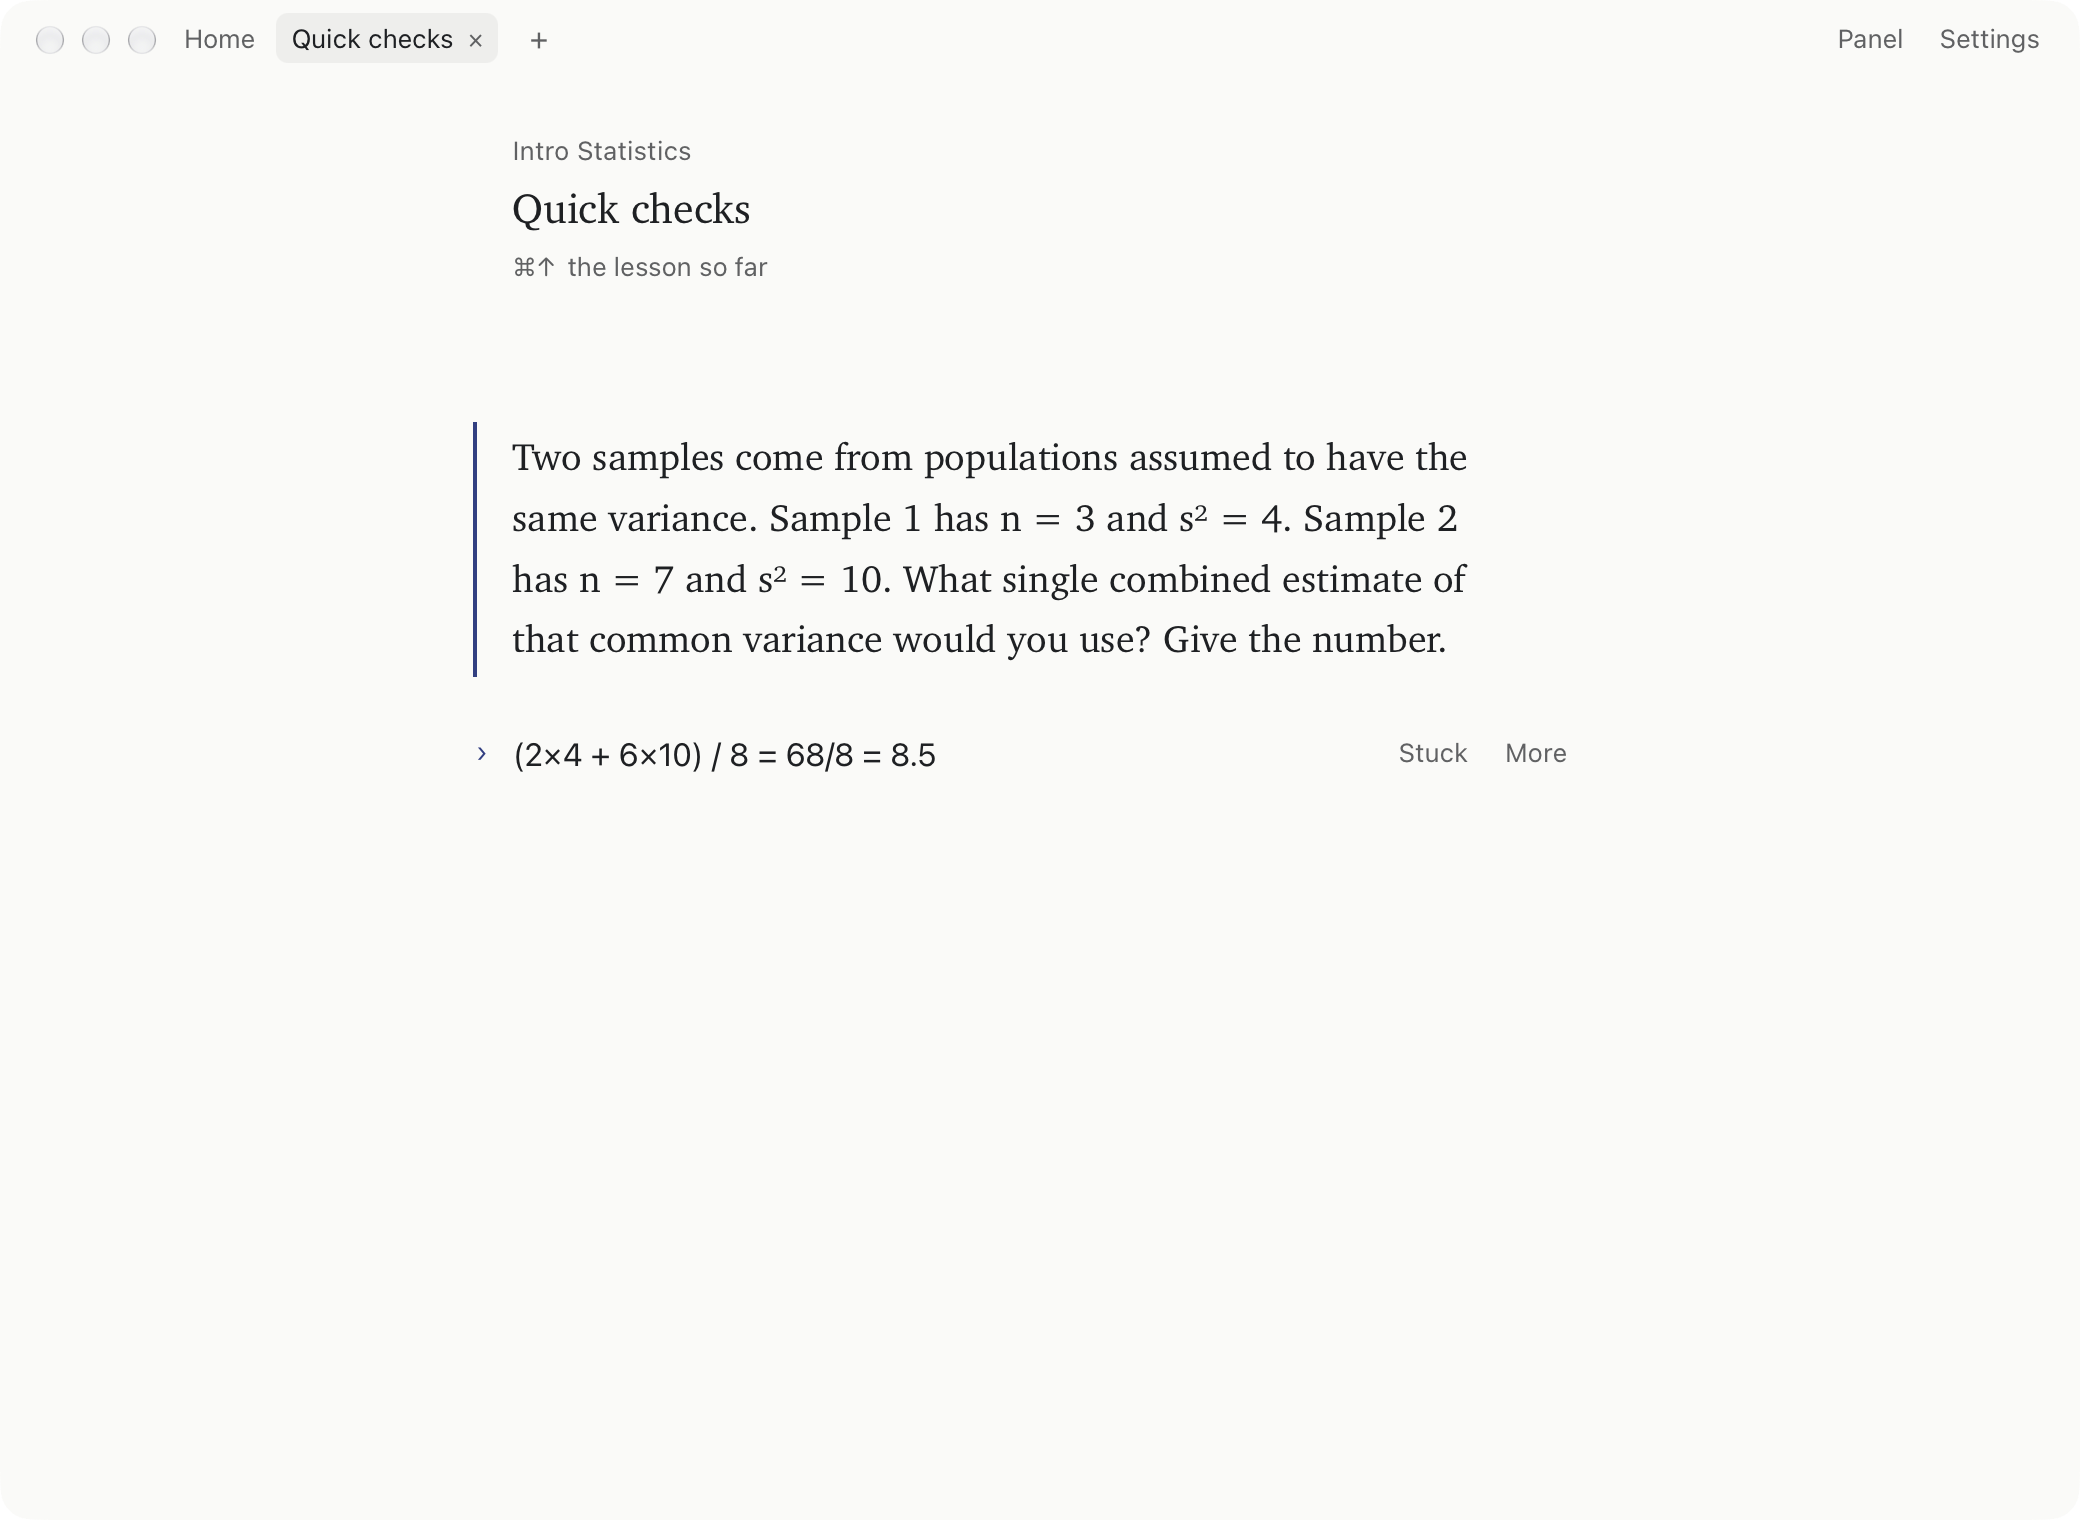 Home Quick checks × + Panel Settings
Intro Statistics
Quick checks
⌘↑ the lesson so far
Two samples come from populations assumed to have the
same variance. Sample 1 has n = 3 and s² = 4. Sample 2
has n = 7 and s² = 10. What single combined estimate of
that common variance would you use? Give the number.
› (2×4 + 6×10) / 8 = 68/8 = 8.5 Stuck More